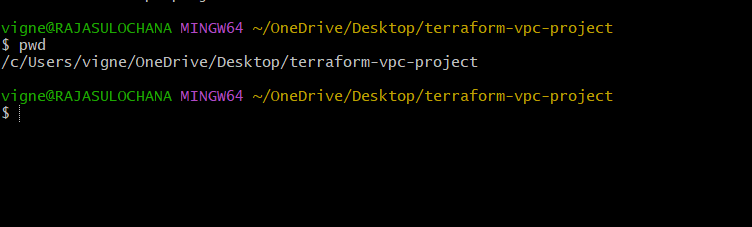 vigne@RAJASULOCHANA MINGW64 ~/OneDrive/Desktop/terraform-vpc-project
$ pwd
/c/Users/vigne/OneDrive/Desktop/terraform-vpc-project
vigne@RAJASULOCHANA MINGW64 ~/OneDrive/Desktop/terraform-vpc-project
$